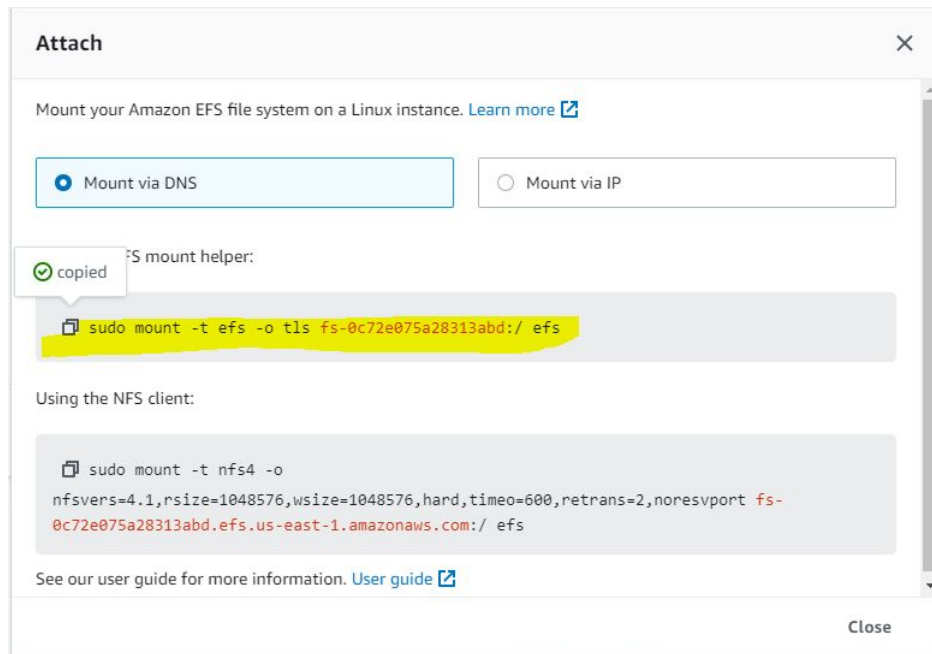 Attach
Mount your Amazon EFS file system on a Linux instance. Learn more
Mount via DNS
Mount via IP
FS mount helper:
copied
sudo mount -t efs -o tls fs-0c72e075a28313abd:/ efs
Using the NFS client:
sudo mount -t nfs4 -o
nfsvers=4.1,rsize=1048576,wsize=1048576,hard,timeo=600,retrans=2,noresvport fs-
0c72e075a28313abd.efs.us-east-1.amazonaws.com:/ efs
See our user guide for more information. User guide
Close